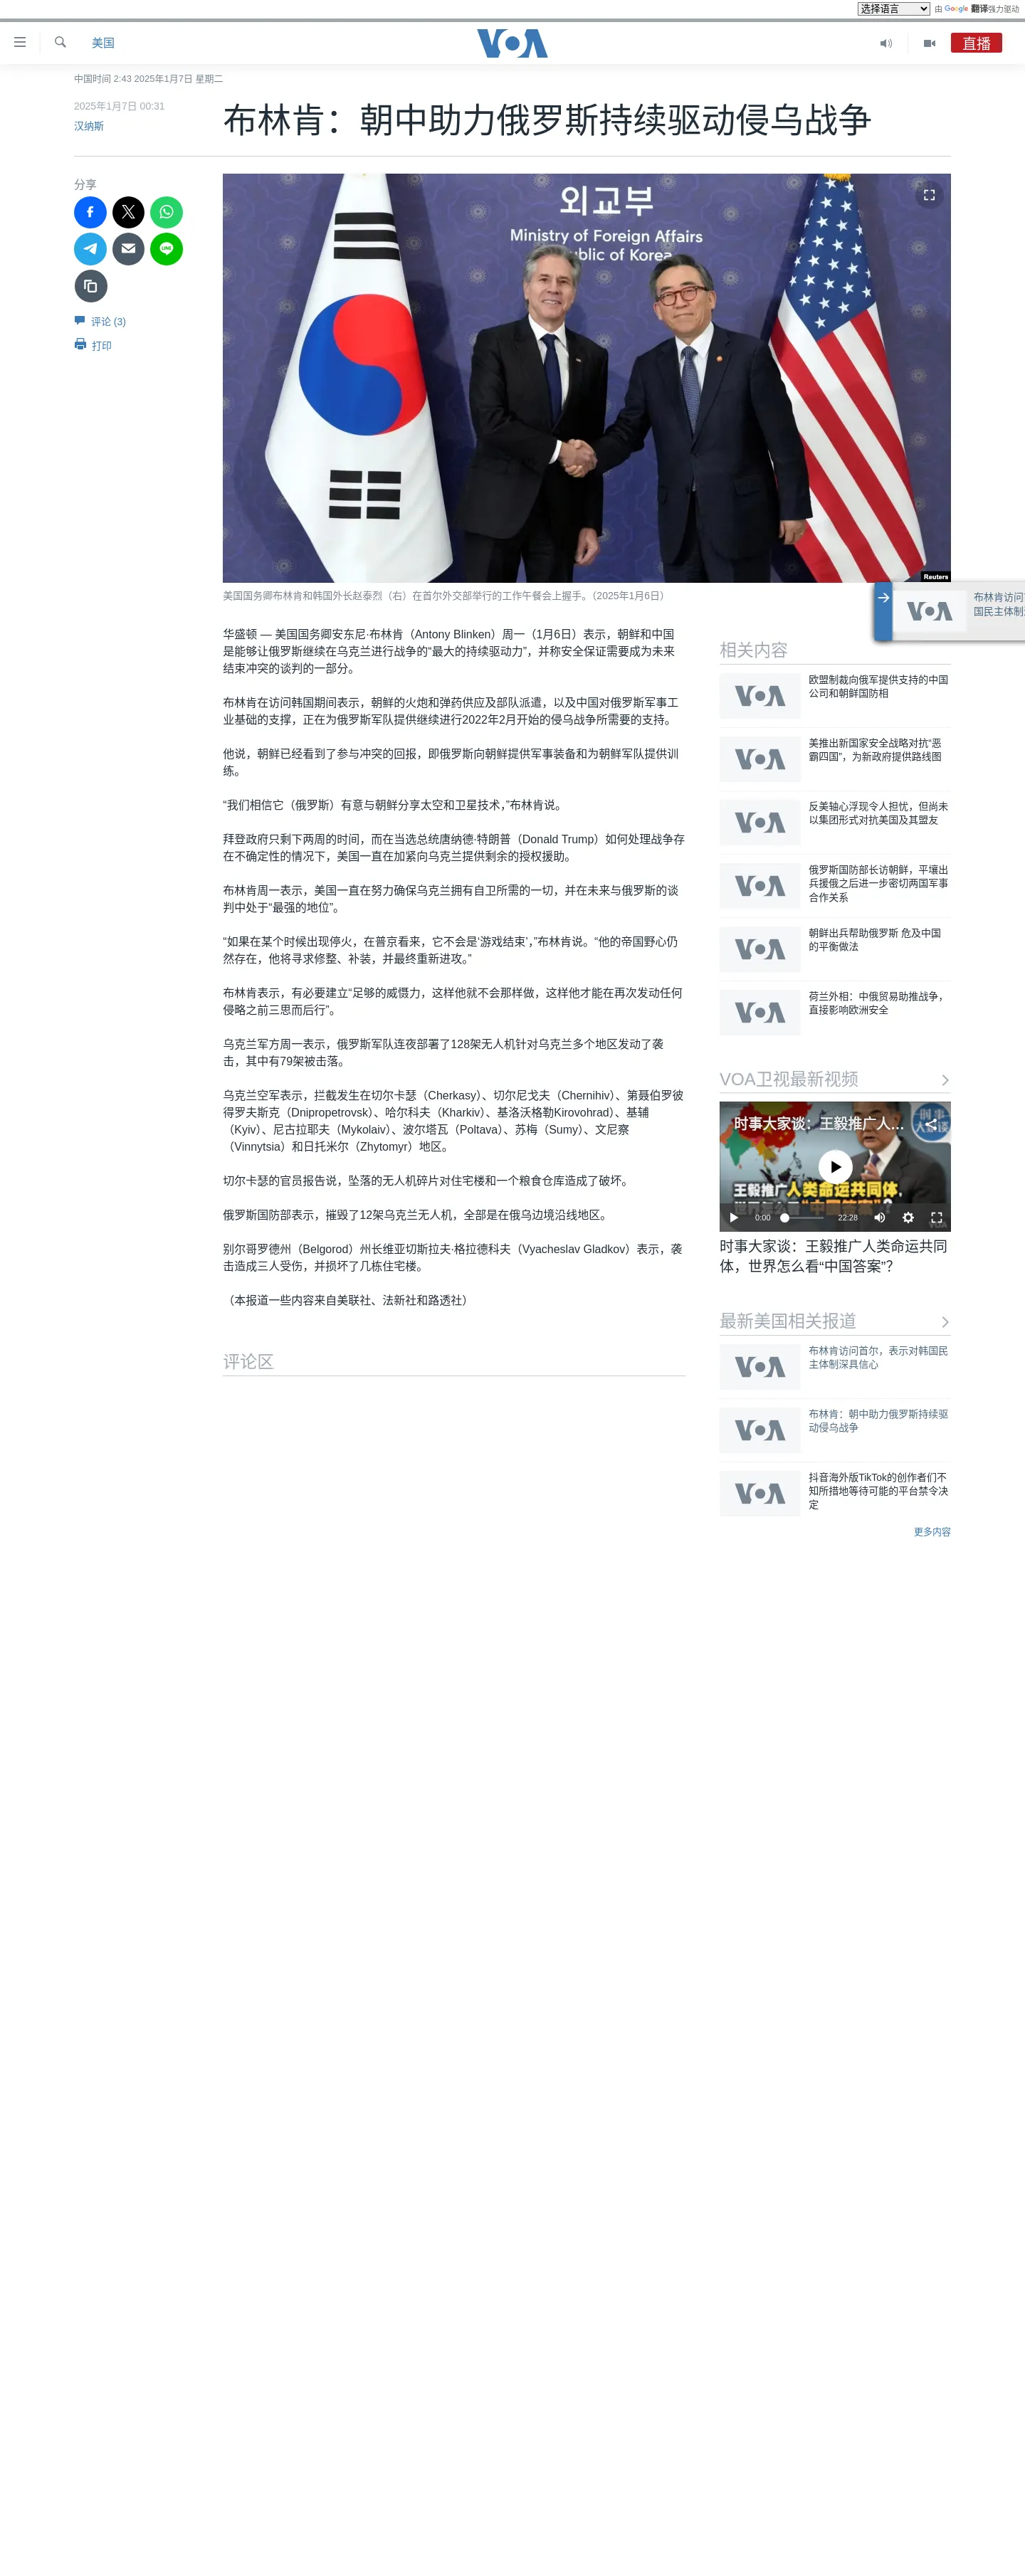 选择语言
由 Google 翻译强力驱动
美国
VOA
直播
中国时间 2:43 2025年1月7日 星期二
2025年1月7日 00:31
汉纳斯
布林肯：朝中助力俄罗斯持续驱动侵乌战争
分享
LINE
评论 (3)
打印
외교부
Ministry of Foreign Affairs
Republic of Korea
Reuters
美国国务卿布林肯和韩国外长赵泰烈（右）在首尔外交部举行的工作午餐会上握手。（2025年1月6日）
布林肯访问
国民主体制
华盛顿 — 美国国务卿安东尼·布林肯（Antony Blinken）周一（1月6日）表示，朝鲜和中国
是能够让俄罗斯继续在乌克兰进行战争的“最大的持续驱动力”，并称安全保证需要成为未来
结束冲突的谈判的一部分。
布林肯在访问韩国期间表示，朝鲜的火炮和弹药供应及部队派遣，以及中国对俄罗斯军事工
业基础的支撑，正在为俄罗斯军队提供继续进行2022年2月开始的侵乌战争所需要的支持。
他说，朝鲜已经看到了参与冲突的回报，即俄罗斯向朝鲜提供军事装备和为朝鲜军队提供训
练。
“我们相信它（俄罗斯）有意与朝鲜分享太空和卫星技术，”布林肯说。
拜登政府只剩下两周的时间，而在当选总统唐纳德·特朗普（Donald Trump）如何处理战争存
在不确定性的情况下，美国一直在加紧向乌克兰提供剩余的授权援助。
布林肯周一表示，美国一直在努力确保乌克兰拥有自卫所需的一切，并在未来与俄罗斯的谈
判中处于“最强的地位”。
“如果在某个时候出现停火，在普京看来，它不会是‘游戏结束’，”布林肯说。“他的帝国野心仍
然存在，他将寻求修整、补装，并最终重新进攻。”
布林肯表示，有必要建立“足够的威慑力，这样他就不会那样做，这样他才能在再次发动任何
侵略之前三思而后行”。
乌克兰军方周一表示，俄罗斯军队连夜部署了128架无人机针对乌克兰多个地区发动了袭
击，其中有79架被击落。
乌克兰空军表示，拦截发生在切尔卡瑟（Cherkasy）、切尔尼戈夫（Chernihiv）、第聂伯罗彼
得罗夫斯克（Dnipropetrovsk）、哈尔科夫（Kharkiv）、基洛沃格勒Kirovohrad）、基辅
（Kyiv）、尼古拉耶夫（Mykolaiv）、波尔塔瓦（Poltava）、苏梅（Sumy）、文尼察
（Vinnytsia）和日托米尔（Zhytomyr）地区。
切尔卡瑟的官员报告说，坠落的无人机碎片对住宅楼和一个粮食仓库造成了破坏。
俄罗斯国防部表示，摧毁了12架乌克兰无人机，全部是在俄乌边境沿线地区。
别尔哥罗德州（Belgorod）州长维亚切斯拉夫·格拉德科夫（Vyacheslav Gladkov）表示，袭
击造成三人受伤，并损坏了几栋住宅楼。
（本报道一些内容来自美联社、法新社和路透社）
评论区
相关内容
欧盟制裁向俄军提供支持的中国
公司和朝鲜国防相
美推出新国家安全战略对抗“恶
霸四国”，为新政府提供路线图
反美轴心浮现令人担忧，但尚未
以集团形式对抗美国及其盟友
俄罗斯国防部长访朝鲜，平壤出
兵援俄之后进一步密切两国军事
合作关系
朝鲜出兵帮助俄罗斯 危及中国
的平衡做法
荷兰外相：中俄贸易助推战争，
直接影响欧洲安全
VOA卫视最新视频
时事大家谈：王毅推广人...
王毅推广人类命运共同体，
世界怎么看“中国答案”？
0:00
22:28
时事大家谈：王毅推广人类命运共同
体，世界怎么看“中国答案”？
最新美国相关报道
布林肯访问首尔，表示对韩国民
主体制深具信心
布林肯：朝中助力俄罗斯持续驱
动侵乌战争
抖音海外版TikTok的创作者们不
知所措地等待可能的平台禁令决
定
更多内容